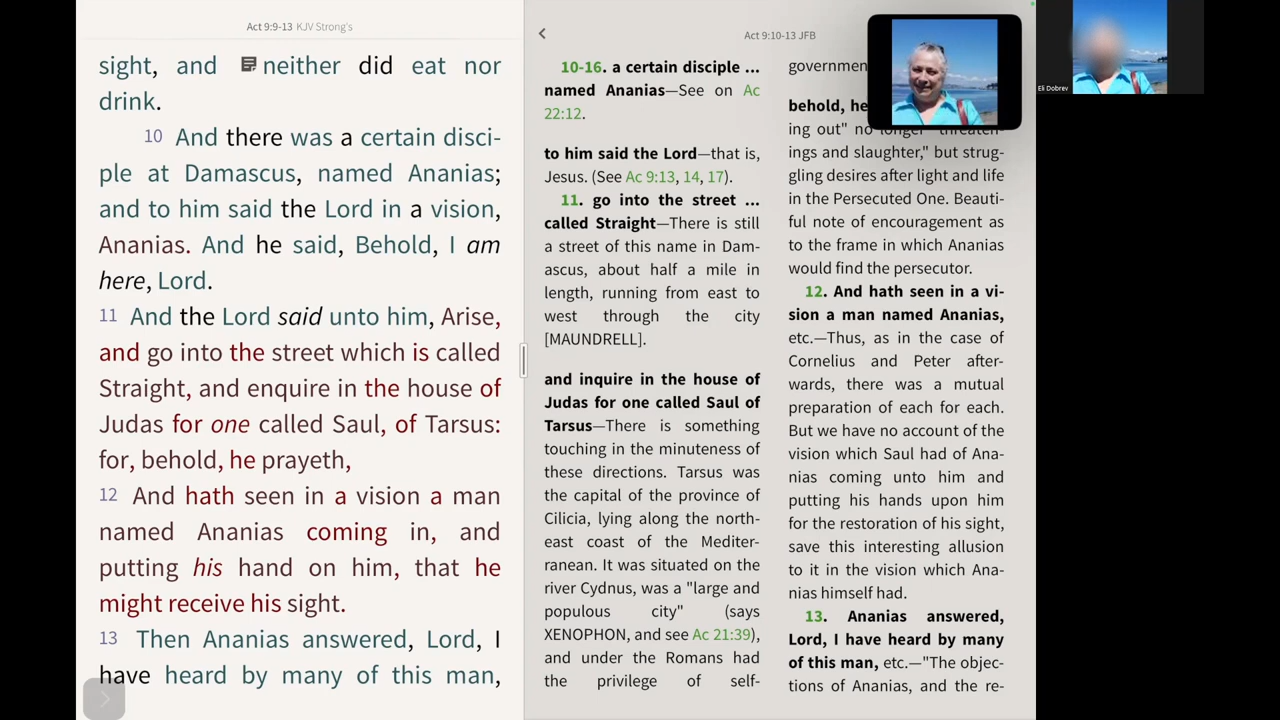 Act 9:9-13 KJV Strong's
sight, and neither did eat nor
drink.
10 And there was a certain disci-
ple at Damascus, named Ananias;
and to him said the Lord in a vision,
Ananias. And he said, Behold, I am
here, Lord.
11 And the Lord said unto him, Arise,
and go into the street which is called
Straight, and enquire in the house of
Judas for one called Saul, of Tarsus:
for, behold, he prayeth,
12 And hath seen in a vision a man
named Ananias coming in, and
putting his hand on him, that he
might receive his sight.
13 Then Ananias answered, Lord, I
have heard by many of this man,
Act 9:10-13 JFB
10-16. a certain disciple ...
named Ananias—See on Ac
22:12.
to him said the Lord—that is,
Jesus. (See Ac 9:13, 14, 17).
11. go into the street ...
called Straight—There is still
a street of this name in Dam-
ascus, about half a mile in
length, running from east to
west through the city
[MAUNDRELL].
and inquire in the house of
Judas for one called Saul of
Tarsus—There is something
touching in the minuteness of
these directions. Tarsus was
the capital of the province of
Cilicia, lying along the north-
east coast of the Mediter-
ranean. It was situated on the
river Cydnus, was a "large and
populous city" (says
XENOPHON, and see Ac 21:39),
and under the Romans had
the privilege of self-
governmen
behold, he
ing out" no longer "threaten-
ings and slaughter," but strug-
gling desires after light and life
in the Persecuted One. Beauti-
ful note of encouragement as
to the frame in which Ananias
would find the persecutor.
12. And hath seen in a vi-
sion a man named Ananias,
etc.—Thus, as in the case of
Cornelius and Peter after-
wards, there was a mutual
preparation of each for each.
But we have no account of the
vision which Saul had of Ana-
nias coming unto him and
putting his hands upon him
for the restoration of his sight,
save this interesting allusion
to it in the vision which Ana-
nias himself had.
13. Ananias answered,
Lord, I have heard by many
of this man, etc.—"The objec-
tions of Ananias, and the re-
Eli Dobrev